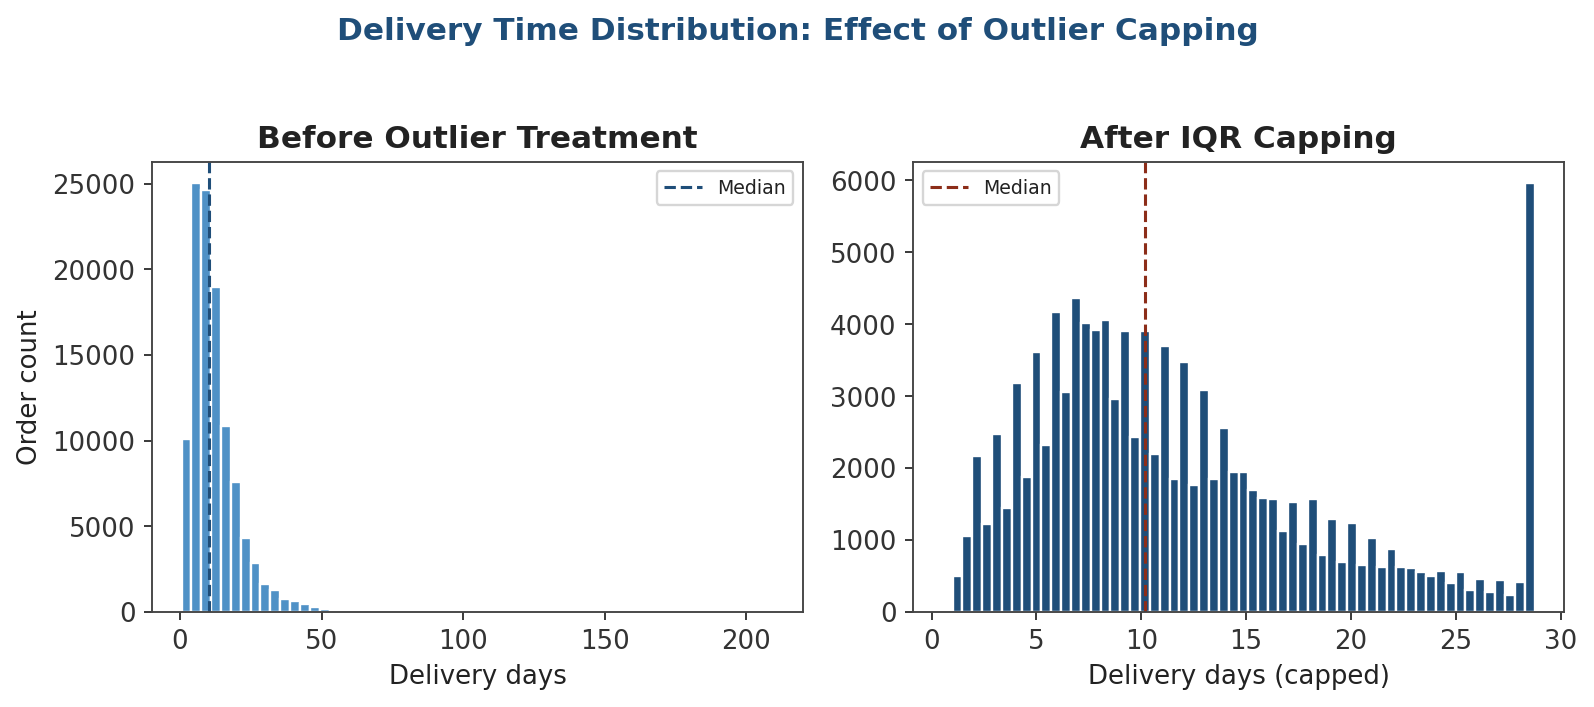 Delivery Time Distribution: Effect of Outlier Capping
Before Outlier Treatment
Median
Order count
25000
20000
15000
10000
5000
0
0 50 100 150 200
Delivery days
After IQR Capping
Median
6000
5000
4000
3000
2000
1000
0
0 5 10 15 20 25 30
Delivery days (capped)